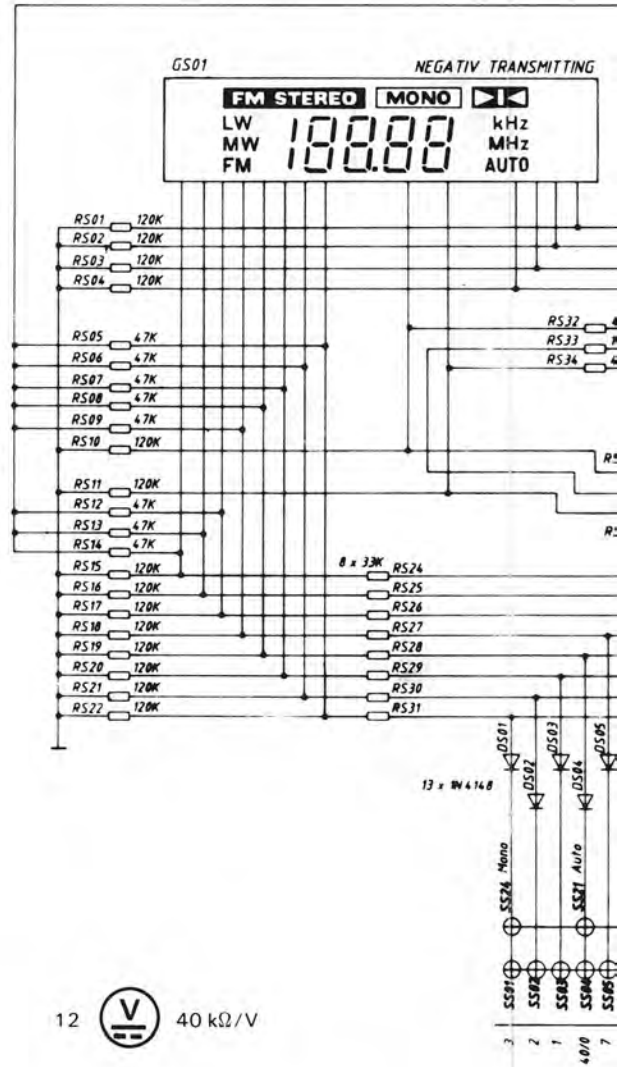 GS01 NEGATIV TRANSMITTING
FM STEREO MONO
LW 188.88 kHz
MW MHz
FM AUTO
RS01 120K
RS02 120K
RS03 120K
RS04 120K
RS32
RS33
RS34
RS05 47K
RS06 47K
RS07 47K
RS08 47K
RS09 47K
RS10 120K
RS11 120K
RS12 47K
RS13 47K
RS14 47K
RS15 120K
8 x 33K RS24
RS16 120K
RS25
RS17 120K
RS26
RS18 120K
RS27
RS19 120K
RS28
RS20 120K
RS29
RS21 120K
RS30
RS22 120K
RS31
DS01
DS02
DS03
DS04
DS05
13 x 1N4148
SS24 Mono
SS21 Auto
SS01
SS02
SS03
SS04
SS05
3
2
1
40/0
7
12 V 40 kΩ/V